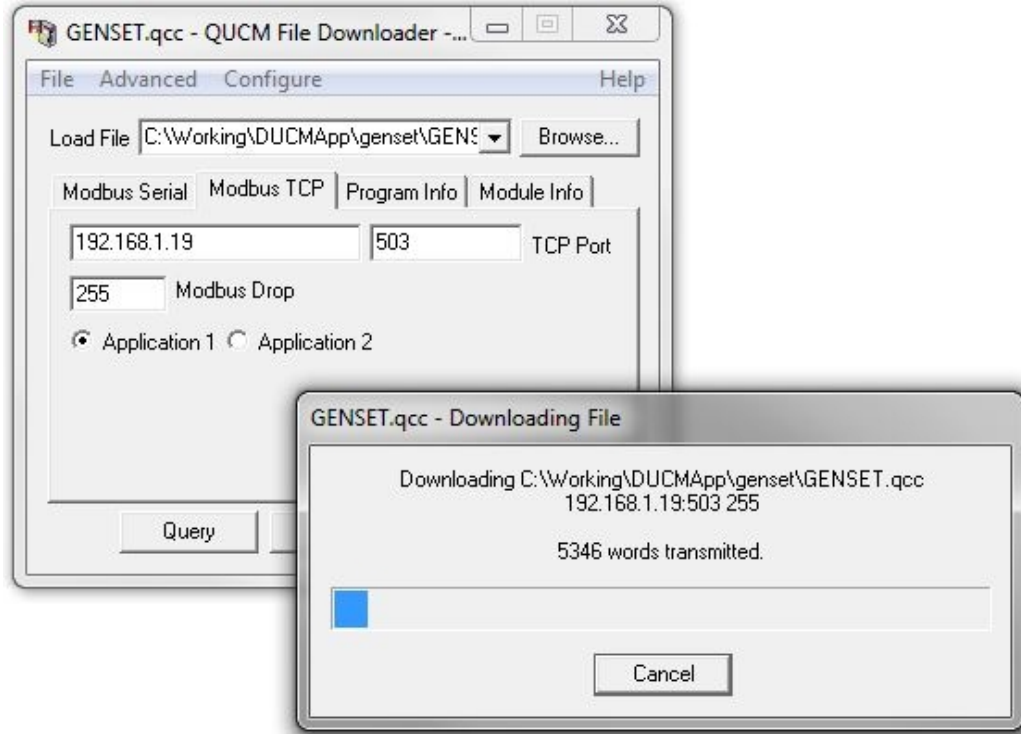 GENSET.qcc - QUCM File Downloader -...
File Advanced Configure Help
Load File C:\Working\DUCMApp\genset\GENS Browse...
Modbus Serial Modbus TCP Program Info Module Info
192.168.1.19 503 TCP Port
255 Modbus Drop
Application 1 Application 2
Query
GENSET.qcc - Downloading File
Downloading C:\Working\DUCMApp\genset\GENSET.qcc
192.168.1.19:503 255
5346 words transmitted.
Cancel